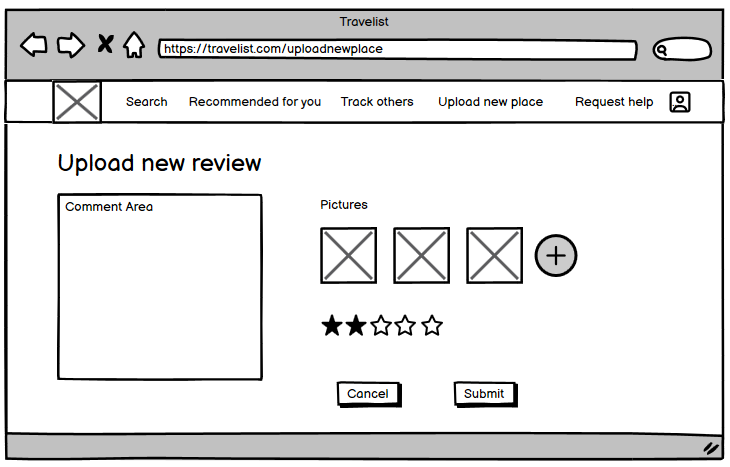 Travelist
https://travelist.com/uploadnewplace
Search Recommended for you Track others Upload new place Request help
Upload new review
Comment Area
Pictures
Cancel Submit